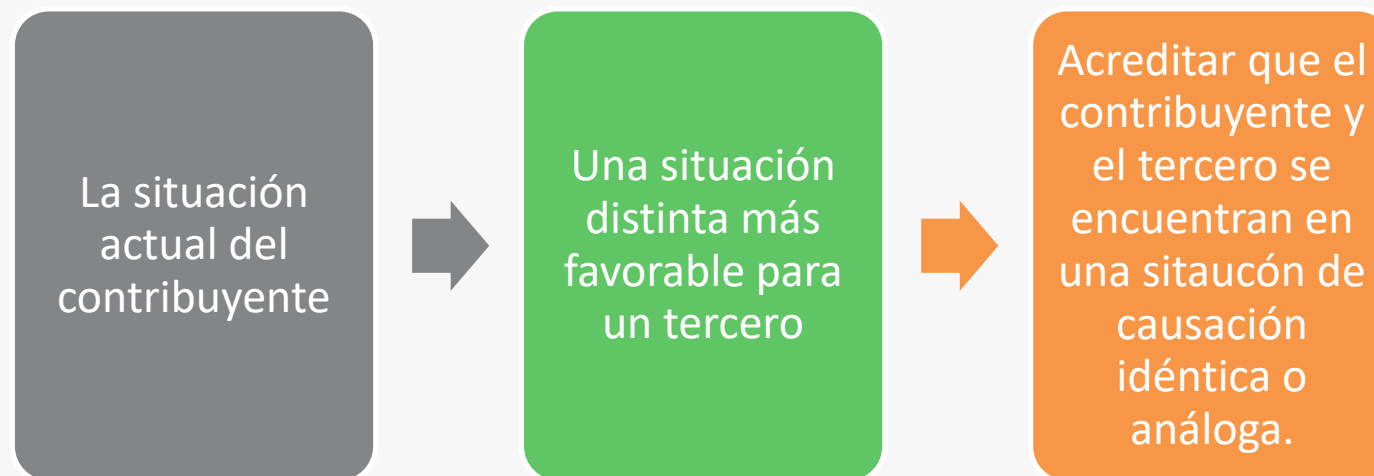 La situación
actual del
contribuyente
Una situación
distinta más
favorable para
un tercero
Acreditar que el
contribuyente y
el tercero se
encuentran en
una sitaucón de
causación
idéntica o
análoga.